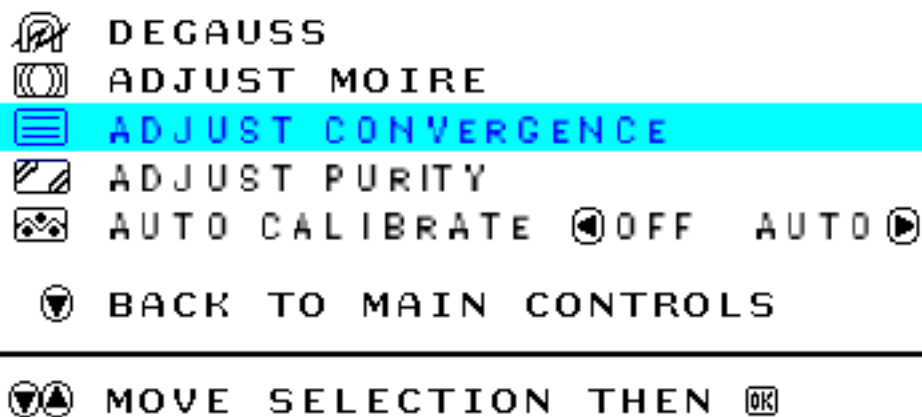 DEGAUSS
ADJUST MOIRE
ADJUST CONVERGENCE
ADJUST PURITY
AUTO CALIBRATE OFF AUTO
BACK TO MAIN CONTROLS
MOVE SELECTION THEN OK